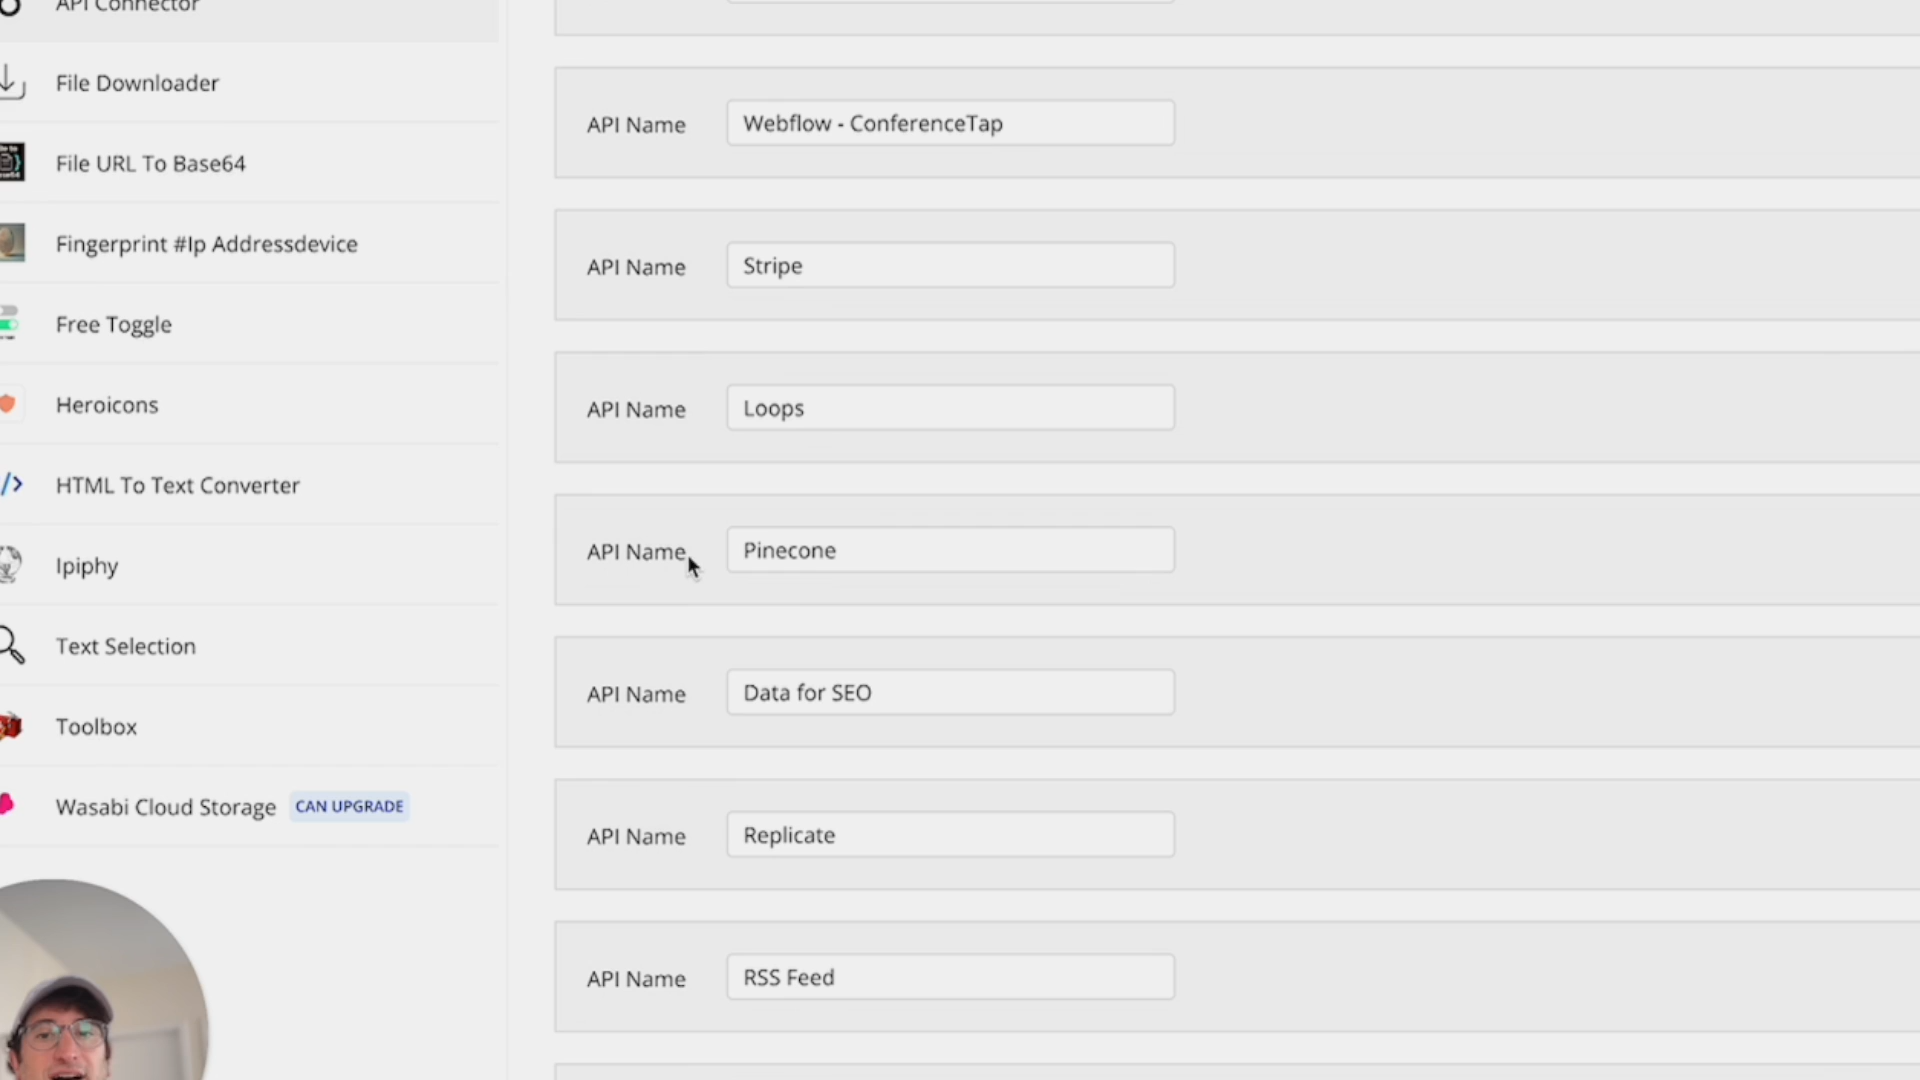 API Connector
File Downloader
File URL To Base64
Fingerprint #Ip Addressdevice
Free Toggle
Heroicons
HTML To Text Converter
Ipiphy
Text Selection
Toolbox
Wasabi Cloud Storage CAN UPGRADE
API Name Webflow - ConferenceTap
API Name Stripe
API Name Loops
API Name Pinecone
API Name Data for SEO
API Name Replicate
API Name RSS Feed